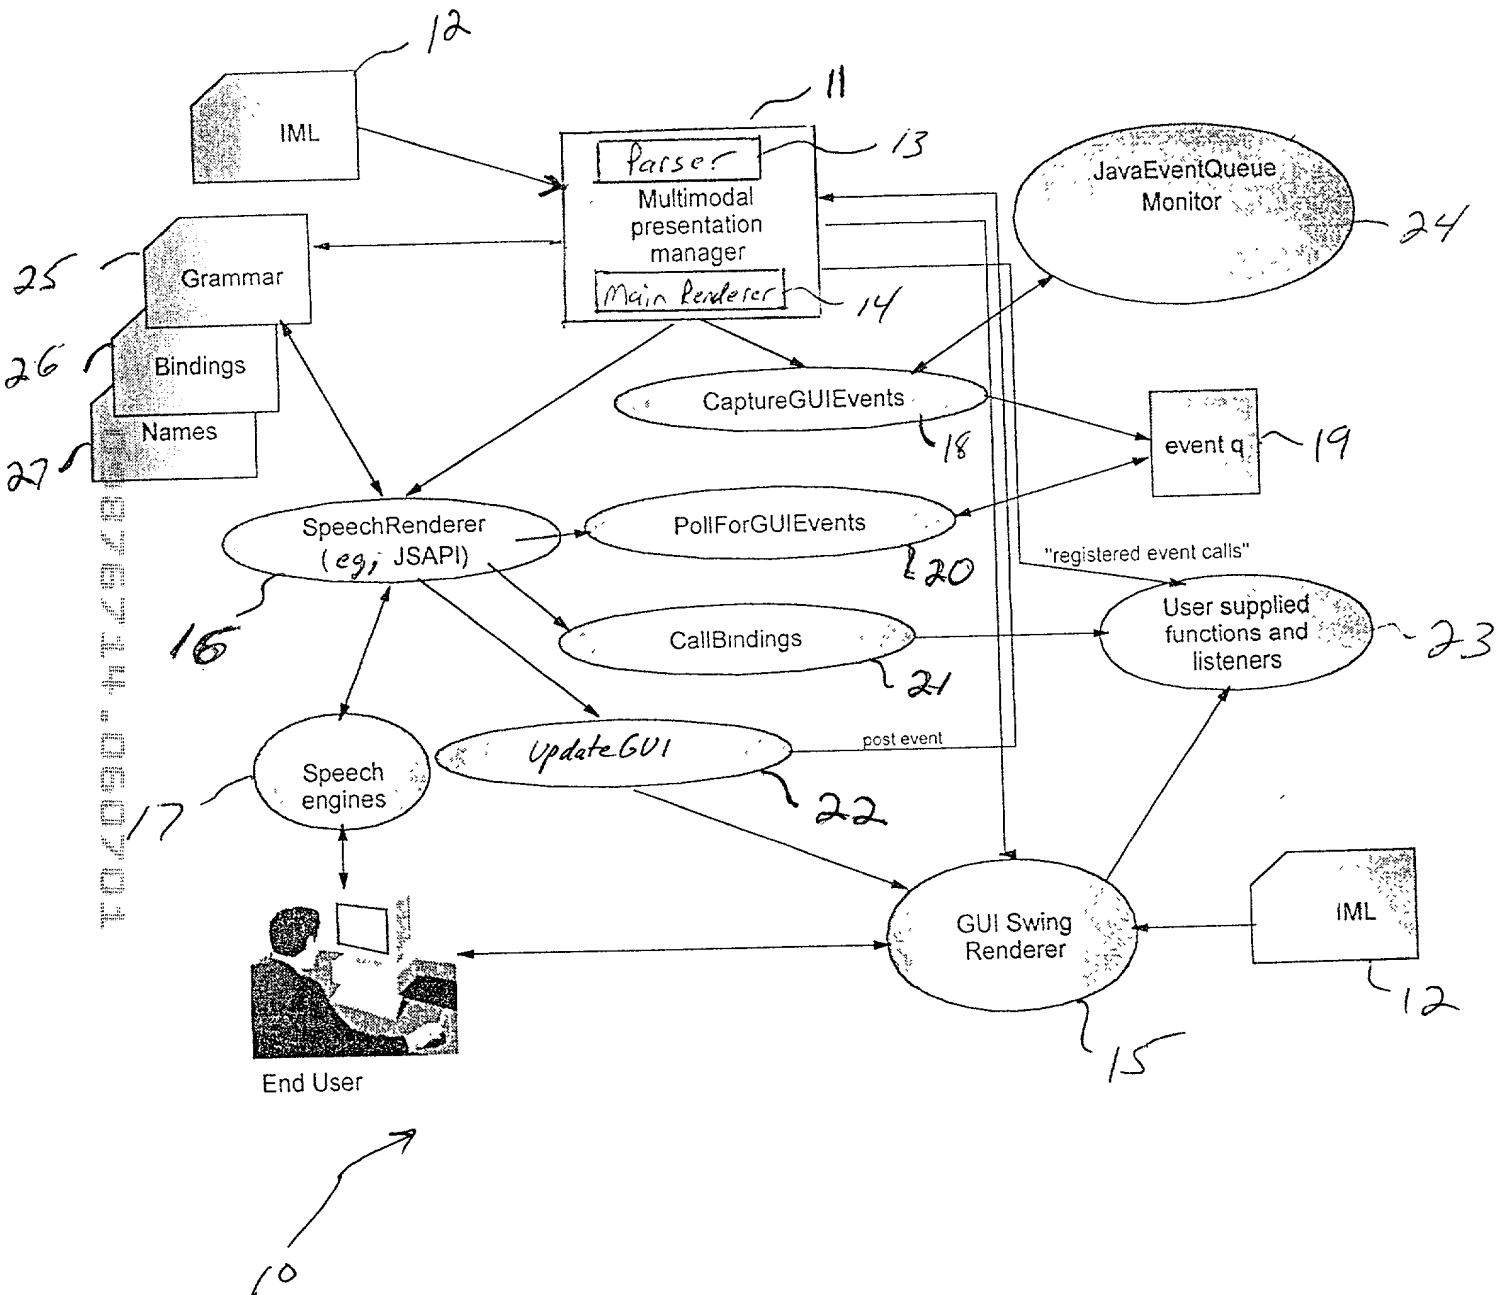 12
IML
11
Parser
13
Multimodal
presentation
manager
Main Renderer
14
JavaEventQueue
Monitor
24
25
Grammar
26
Bindings
27
Names
CaptureGUIEvents
18
event q
19
SpeechRenderer
(eg; JSAPI)
16
PollForGUIEvents
20
"registered event calls"
User supplied
functions and
listeners
23
CallBindings
21
UpdateGUI
22
post event
Speech
engines
17
GUI Swing
Renderer
15
IML
12
End User
10